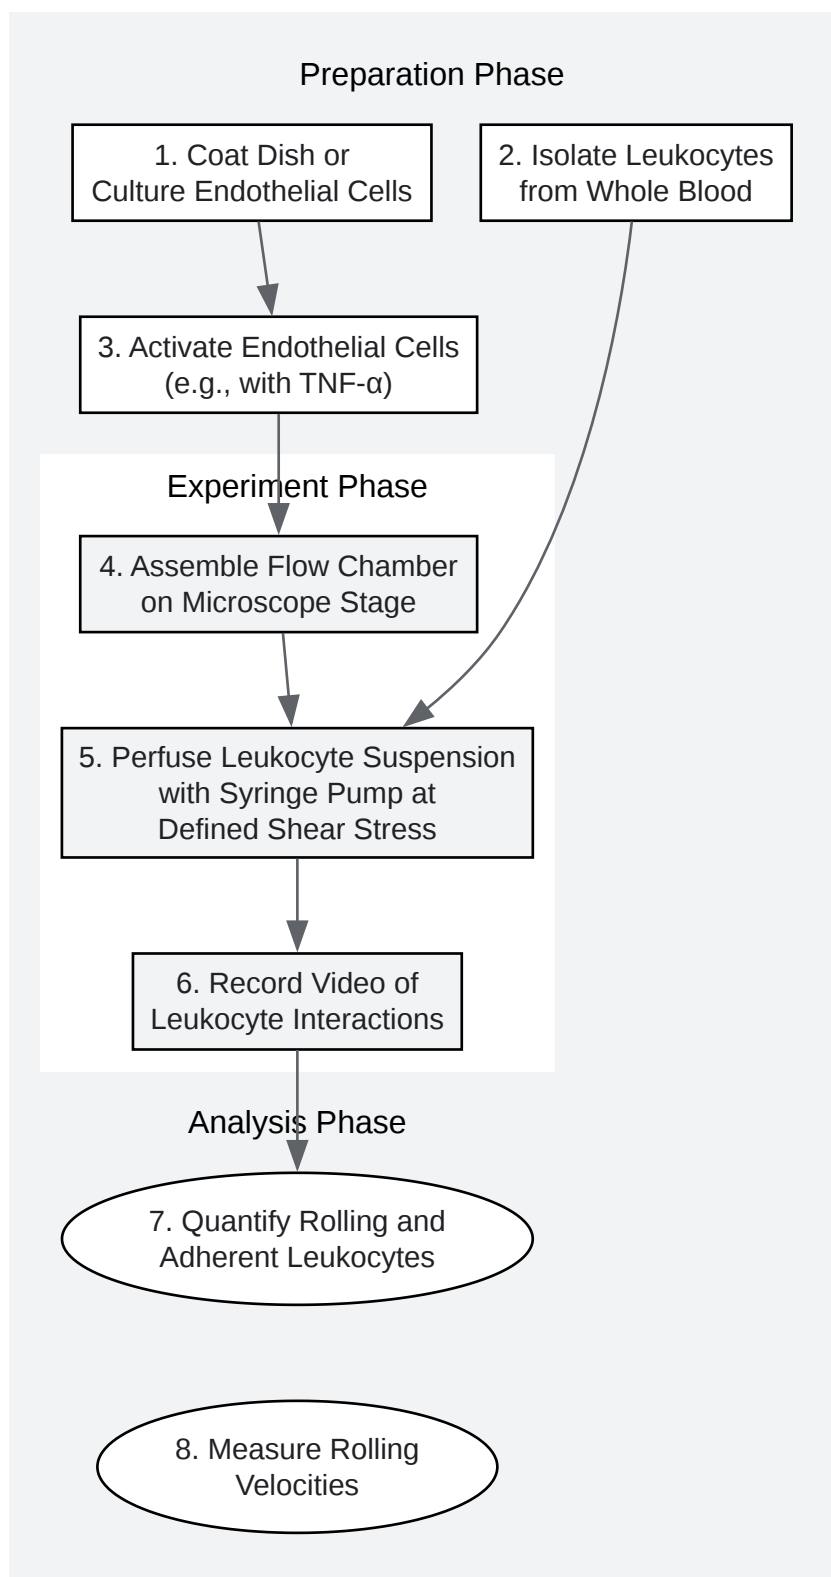 Preparation Phase
1. Coat Dish or
Culture Endothelial Cells
2. Isolate Leukocytes
from Whole Blood
3. Activate Endothelial Cells
(e.g., with TNF-α)
Experiment Phase
4. Assemble Flow Chamber
on Microscope Stage
5. Perfuse Leukocyte Suspension
with Syringe Pump at
Defined Shear Stress
6. Record Video of
Leukocyte Interactions
Analysis Phase
7. Quantify Rolling and
Adherent Leukocytes
8. Measure Rolling
Velocities